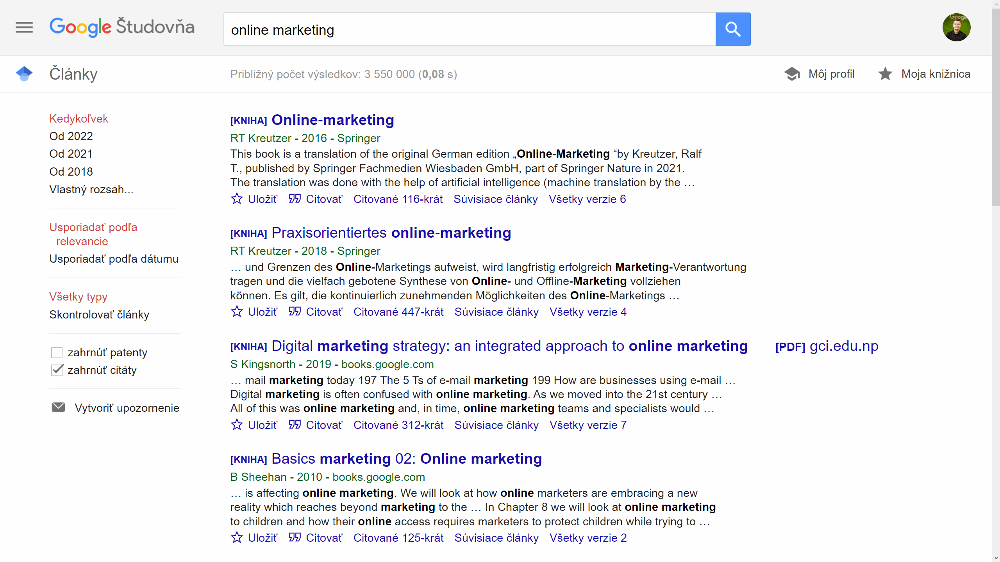 Google Študovňa
online marketing
Google
Články
Približný počet výsledkov: 3 550 000 (0,08 s)
Môj profil
Moja knižnica
Kedykoľvek
Od 2022
Od 2021
Od 2018
Vlastný rozsah...
Usporiadať podľa
relevancie
Usporiadať podľa dátumu
Všetky typy
Skontrolovať články
zahrnúť patenty
zahrnúť citáty
Vytvoriť upozornenie
[KNIHA] Online-marketing
RT Kreutzer - 2016 - Springer
This book is a translation of the original German edition „Online-Marketing “by Kreutzer, Ralf
T., published by Springer Fachmedien Wiesbaden GmbH, part of Springer Nature in 2021.
The translation was done with the help of artificial intelligence (machine translation by the …
Uložiť Citovať Citované 116-krát Súvisiace články Všetky verzie 6
[KNIHA] Praxisorientiertes online-marketing
RT Kreutzer - 2018 - Springer
… und Grenzen des Online-Marketings aufweist, wird langfristig erfolgreich Marketing-Verantwortung
tragen und die vielfach gebotene Synthese von Online- und Offline-Marketing vollziehen
können. Es gilt, die kontinuierlich zunehmenden Möglichkeiten des Online-Marketings …
Uložiť Citovať Citované 447-krát Súvisiace články Všetky verzie 4
[KNIHA] Digital marketing strategy: an integrated approach to online marketing
[PDF] gci.edu.np
S Kingsnorth - 2019 - books.google.com
… mail marketing today 197 The 5 Ts of e-mail marketing 199 How are businesses using e-mail …
Digital marketing is often confused with online marketing. As we moved into the 21st century …
All of this was online marketing and, in time, online marketing teams and specialists would …
Uložiť Citovať Citované 312-krát Súvisiace články Všetky verzie 7
[KNIHA] Basics marketing 02: Online marketing
B Sheehan - 2010 - books.google.com
… is affecting online marketing. We will look at how online marketers are embracing a new
reality which reaches beyond marketing to the … In Chapter 8 we will look at online marketing
to children and how their online access requires marketers to protect children while trying to …
Uložiť Citovať Citované 125-krát Súvisiace články Všetky verzie 2